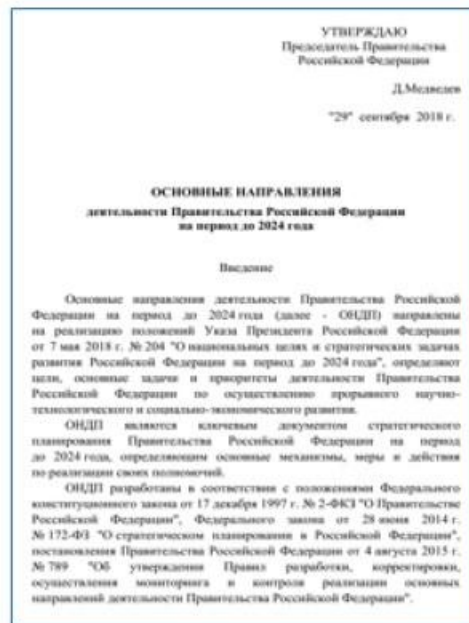 УТВЕРЖДАЮ
Председатель Правительства
Российской Федерации
Д.Медведев
"29" сентября 2018 г.
ОСНОВНЫЕ НАПРАВЛЕНИЯ
деятельности Правительства Российской Федерации
на период до 2024 года
Введение
Основные направления деятельности Правительства Российской
Федерации на период до 2024 года (далее - ОНДП) направлены
на реализацию положений Указа Президента Российской Федерации
от 7 мая 2018 г. № 204 "О национальных целях и стратегических задачах
развития Российской Федерации на период до 2024 года", определяют
цели, основные задачи и приоритеты деятельности Правительства
Российской Федерации по осуществлению прорывного научно-
технологического и социально-экономического развития.
ОНДП являются ключевым документом стратегического
планирования Правительства Российской Федерации на период
до 2024 года, определяющим основные механизмы, меры и действия
по реализации своих полномочий.
ОНДП разработаны в соответствии с положениями Федерального
конституционного закона от 17 декабря 1997 г. № 2-ФКЗ "О Правительстве
Российской Федерации", Федерального закона от 28 июня 2014 г.
№ 172-ФЗ "О стратегическом планировании в Российской Федерации",
постановления Правительства Российской Федерации от 4 августа 2015 г.
№ 789 "Об утверждении Правил разработки, корректировки,
осуществления мониторинга и контроля реализации основных
направлений деятельности Правительства Российской Федерации".